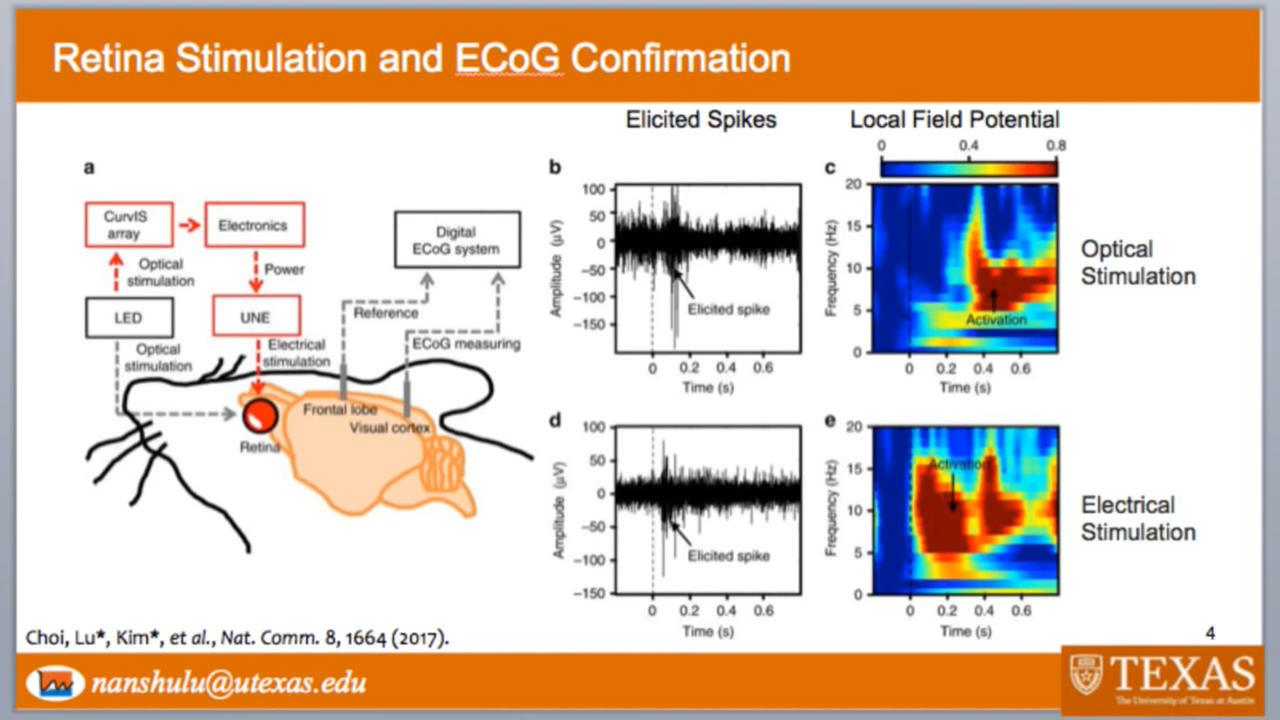 Retina Stimulation and ECoG Confirmation
Elicited Spikes
Local Field Potential
a
CurvIS
array
Electronics
Optical
stimulation
Power
LED
UNE
Digital
ECoG system
Reference
Optical
stimulation
Electrical
stimulation
ECoG measuring
Frontal lobe
Visual cortex
Retina
b
100
50
0
−50
−100
−150
Amplitude (µV)
Elicited spike
0 0.2 0.4 0.6
Time (s)
c
0 0.4 0.8
20
15
10
5
0
Frequency (Hz)
Activation
0 0.2 0.4 0.6
Time (s)
Optical
Stimulation
d
100
50
0
−50
−100
−150
Amplitude (µV)
Elicited spike
0 0.2 0.4 0.6
Time (s)
e
20
15
10
5
0
Frequency (Hz)
Activation
0 0.2 0.4 0.6
Time (s)
Electrical
Stimulation
Choi, Lu*, Kim*, et al., Nat. Comm. 8, 1664 (2017).
4
nanshulu@utexas.edu
TEXAS
The University of Texas at Austin